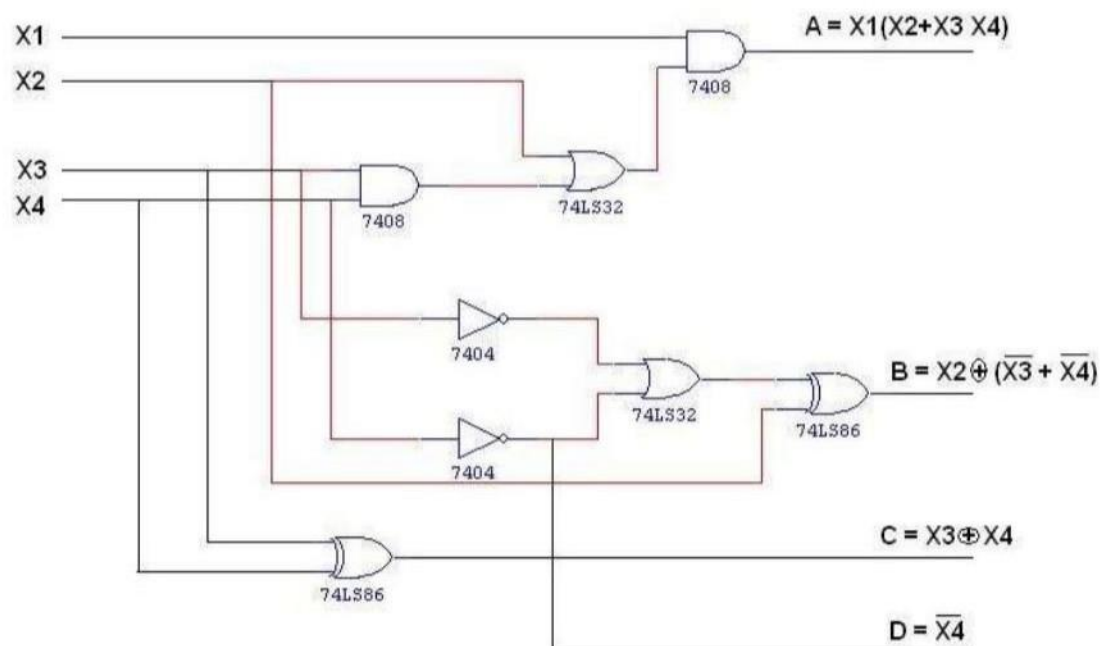 X1
A = X1(X2+X3 X4)
X2
7408
X3
X4
7408
74LS32
7404
B = X2 ⊕ (X̅3̅ + X̅4̅)
74LS32
74LS86
7404
C = X3⊕X4
74LS86
D = X̅4̅